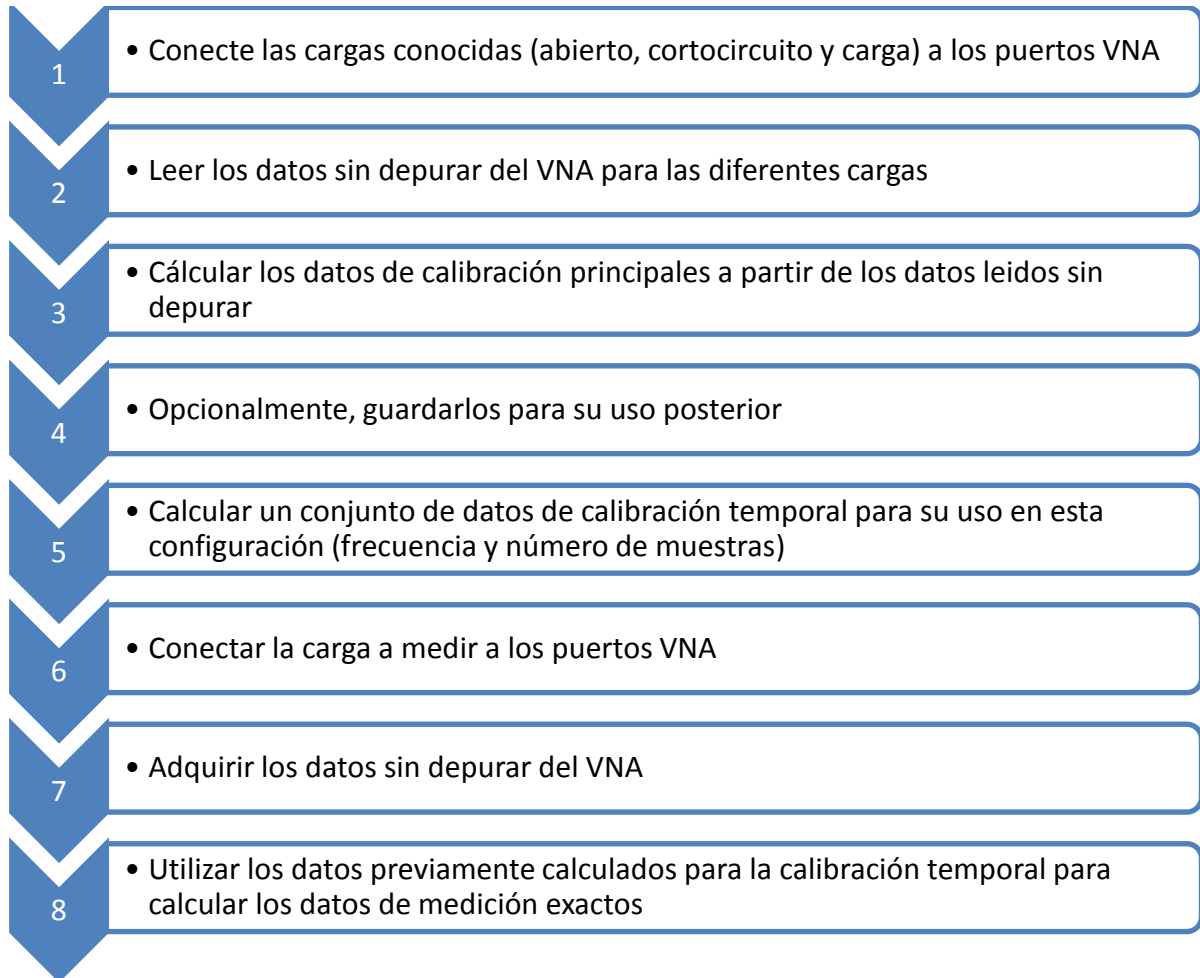 1
• Conecte las cargas conocidas (abierto, cortocircuito y carga) a los puertos VNA
2
• Leer los datos sin depurar del VNA para las diferentes cargas
3
• Cálcular los datos de calibración principales a partir de los datos leidos sin
depurar
4
• Opcionalmente, guardarlos para su uso posterior
5
• Calcular un conjunto de datos de calibración temporal para su uso en esta
configuración (frecuencia y número de muestras)
6
• Conectar la carga a medir a los puertos VNA
7
• Adquirir los datos sin depurar del VNA
8
• Utilizar los datos previamente calculados para la calibración temporal para
calcular los datos de medición exactos